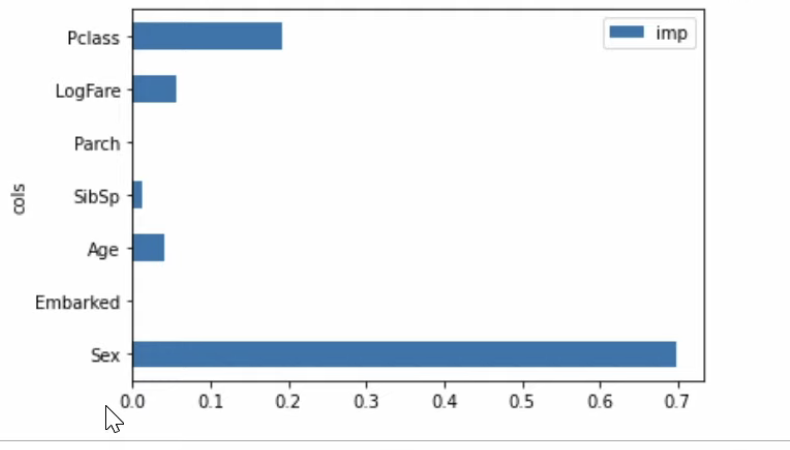 imp
Pclass
LogFare
Parch
SibSp
Age
Embarked
Sex
cols
0.0 0.1 0.2 0.3 0.4 0.5 0.6 0.7